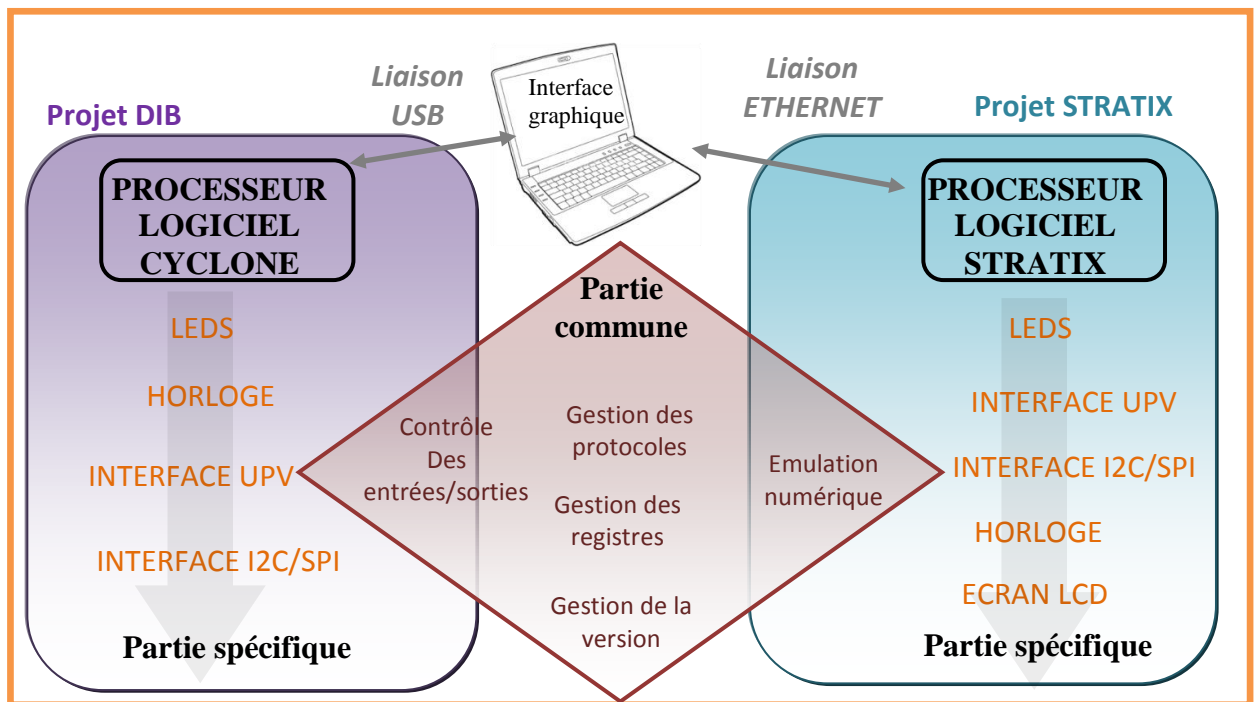 Projet DIB
Liaison
USB
Interface
graphique
Liaison
ETHERNET
Projet STRATIX
PROCESSEUR
LOGICIEL
CYCLONE
LEDS
HORLOGE
INTERFACE UPV
INTERFACE I2C/SPI
Partie spécifique
Partie
commune
Contrôle
Des
entrées/sorties
Gestion des
protocoles
Gestion des
registres
Gestion de la
version
Emulation
numérique
PROCESSEUR
LOGICIEL
STRATIX
LEDS
INTERFACE UPV
INTERFACE I2C/SPI
HORLOGE
ECRAN LCD
Partie spécifique